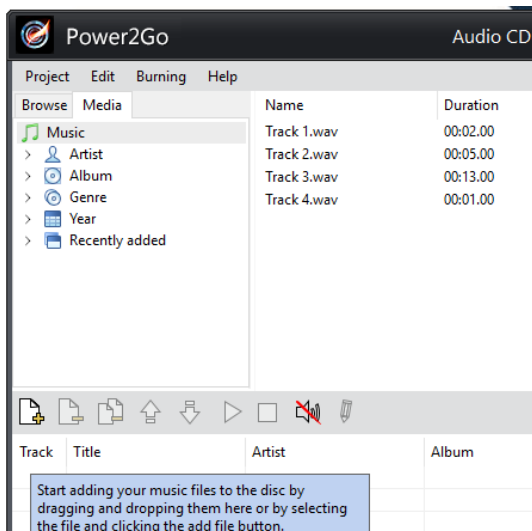 Power2Go Audio CD
Project Edit Burning Help
Browse Media Name Duration
Music Track 1.wav 00:02.00
Artist Track 2.wav 00:05.00
Album Track 3.wav 00:13.00
Genre Track 4.wav 00:01.00
Year
Recently added
Track Title Artist Album
Start adding your music files to the disc by
dragging and dropping them here or by selecting
the file and clicking the add file button.